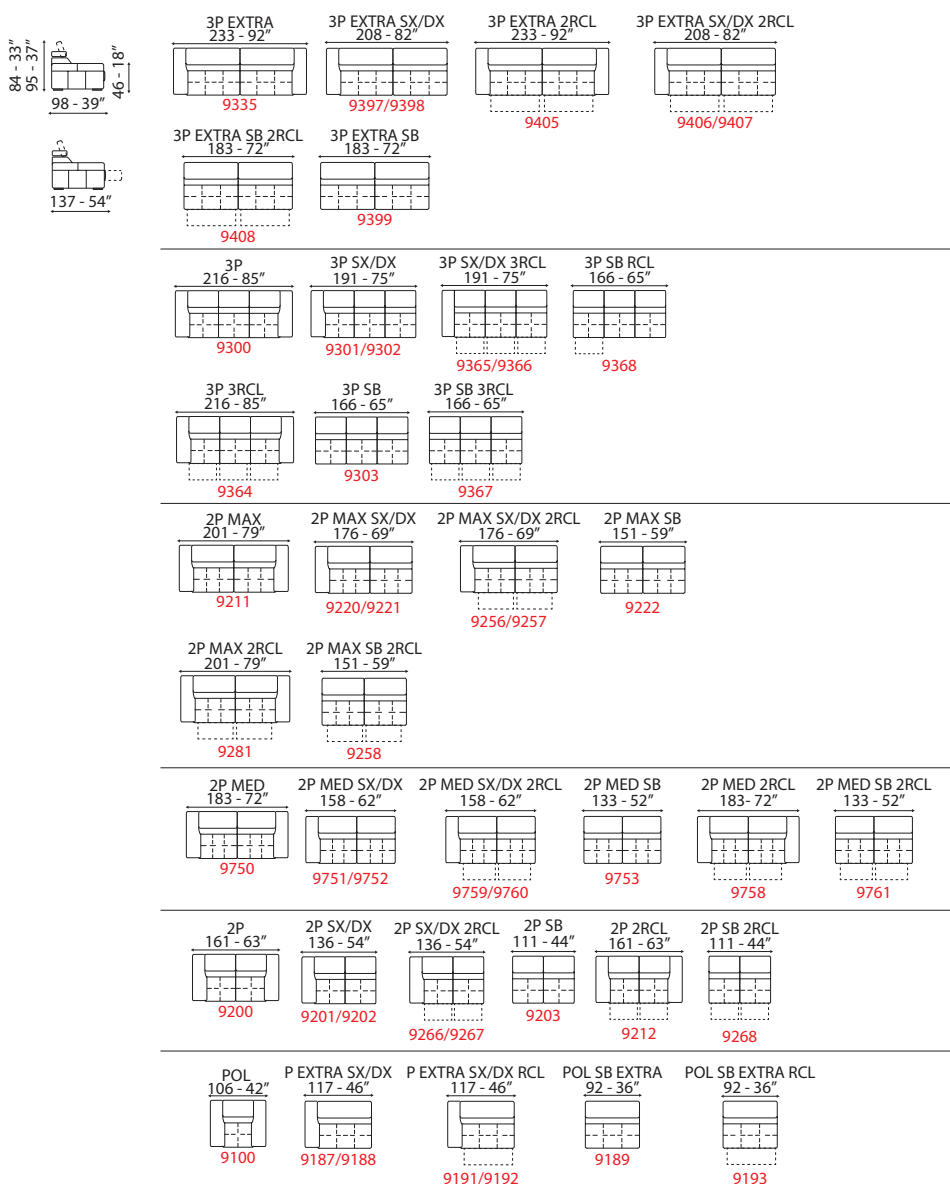 84 - 33”
95 - 37”
46 - 18”
98 - 39”
137 - 54”
3P EXTRA
233 - 92”
9335
3P EXTRA SX/DX
208 - 82”
9397/9398
3P EXTRA 2RCL
233 - 92”
9405
3P EXTRA SX/DX 2RCL
208 - 82”
9406/9407
3P EXTRA SB 2RCL
183 - 72”
9408
3P EXTRA SB
183 - 72”
9399
3P
216 - 85”
9300
3P SX/DX
191 - 75”
9301/9302
3P SX/DX 3RCL
191 - 75”
9365/9366
3P SB RCL
166 - 65”
9368
3P 3RCL
216 - 85”
9364
3P SB
166 - 65”
9303
3P SB 3RCL
166 - 65”
9367
2P MAX
201 - 79”
9211
2P MAX SX/DX
176 - 69”
9220/9221
2P MAX SX/DX 2RCL
176 - 69”
9256/9257
2P MAX SB
151 - 59”
9222
2P MAX 2RCL
201 - 79”
9281
2P MAX SB 2RCL
151 - 59”
9258
2P MED
183 - 72”
9750
2P MED SX/DX
158 - 62”
9751/9752
2P MED SX/DX 2RCL
158 - 62”
9759/9760
2P MED SB
133 - 52”
9753
2P MED 2RCL
183- 72”
9758
2P MED SB 2RCL
133 - 52”
9761
2P
161 - 63”
9200
2P SX/DX
136 - 54”
9201/9202
2P SX/DX 2RCL
136 - 54”
9266/9267
2P SB
111 - 44”
9203
2P 2RCL
161 - 63”
9212
2P SB 2RCL
111 - 44”
9268
POL
106 - 42”
9100
P EXTRA SX/DX
117 - 46”
9187/9188
P EXTRA SX/DX RCL
117 - 46”
9191/9192
POL SB EXTRA
92 - 36”
9189
POL SB EXTRA RCL
92 - 36”
9193